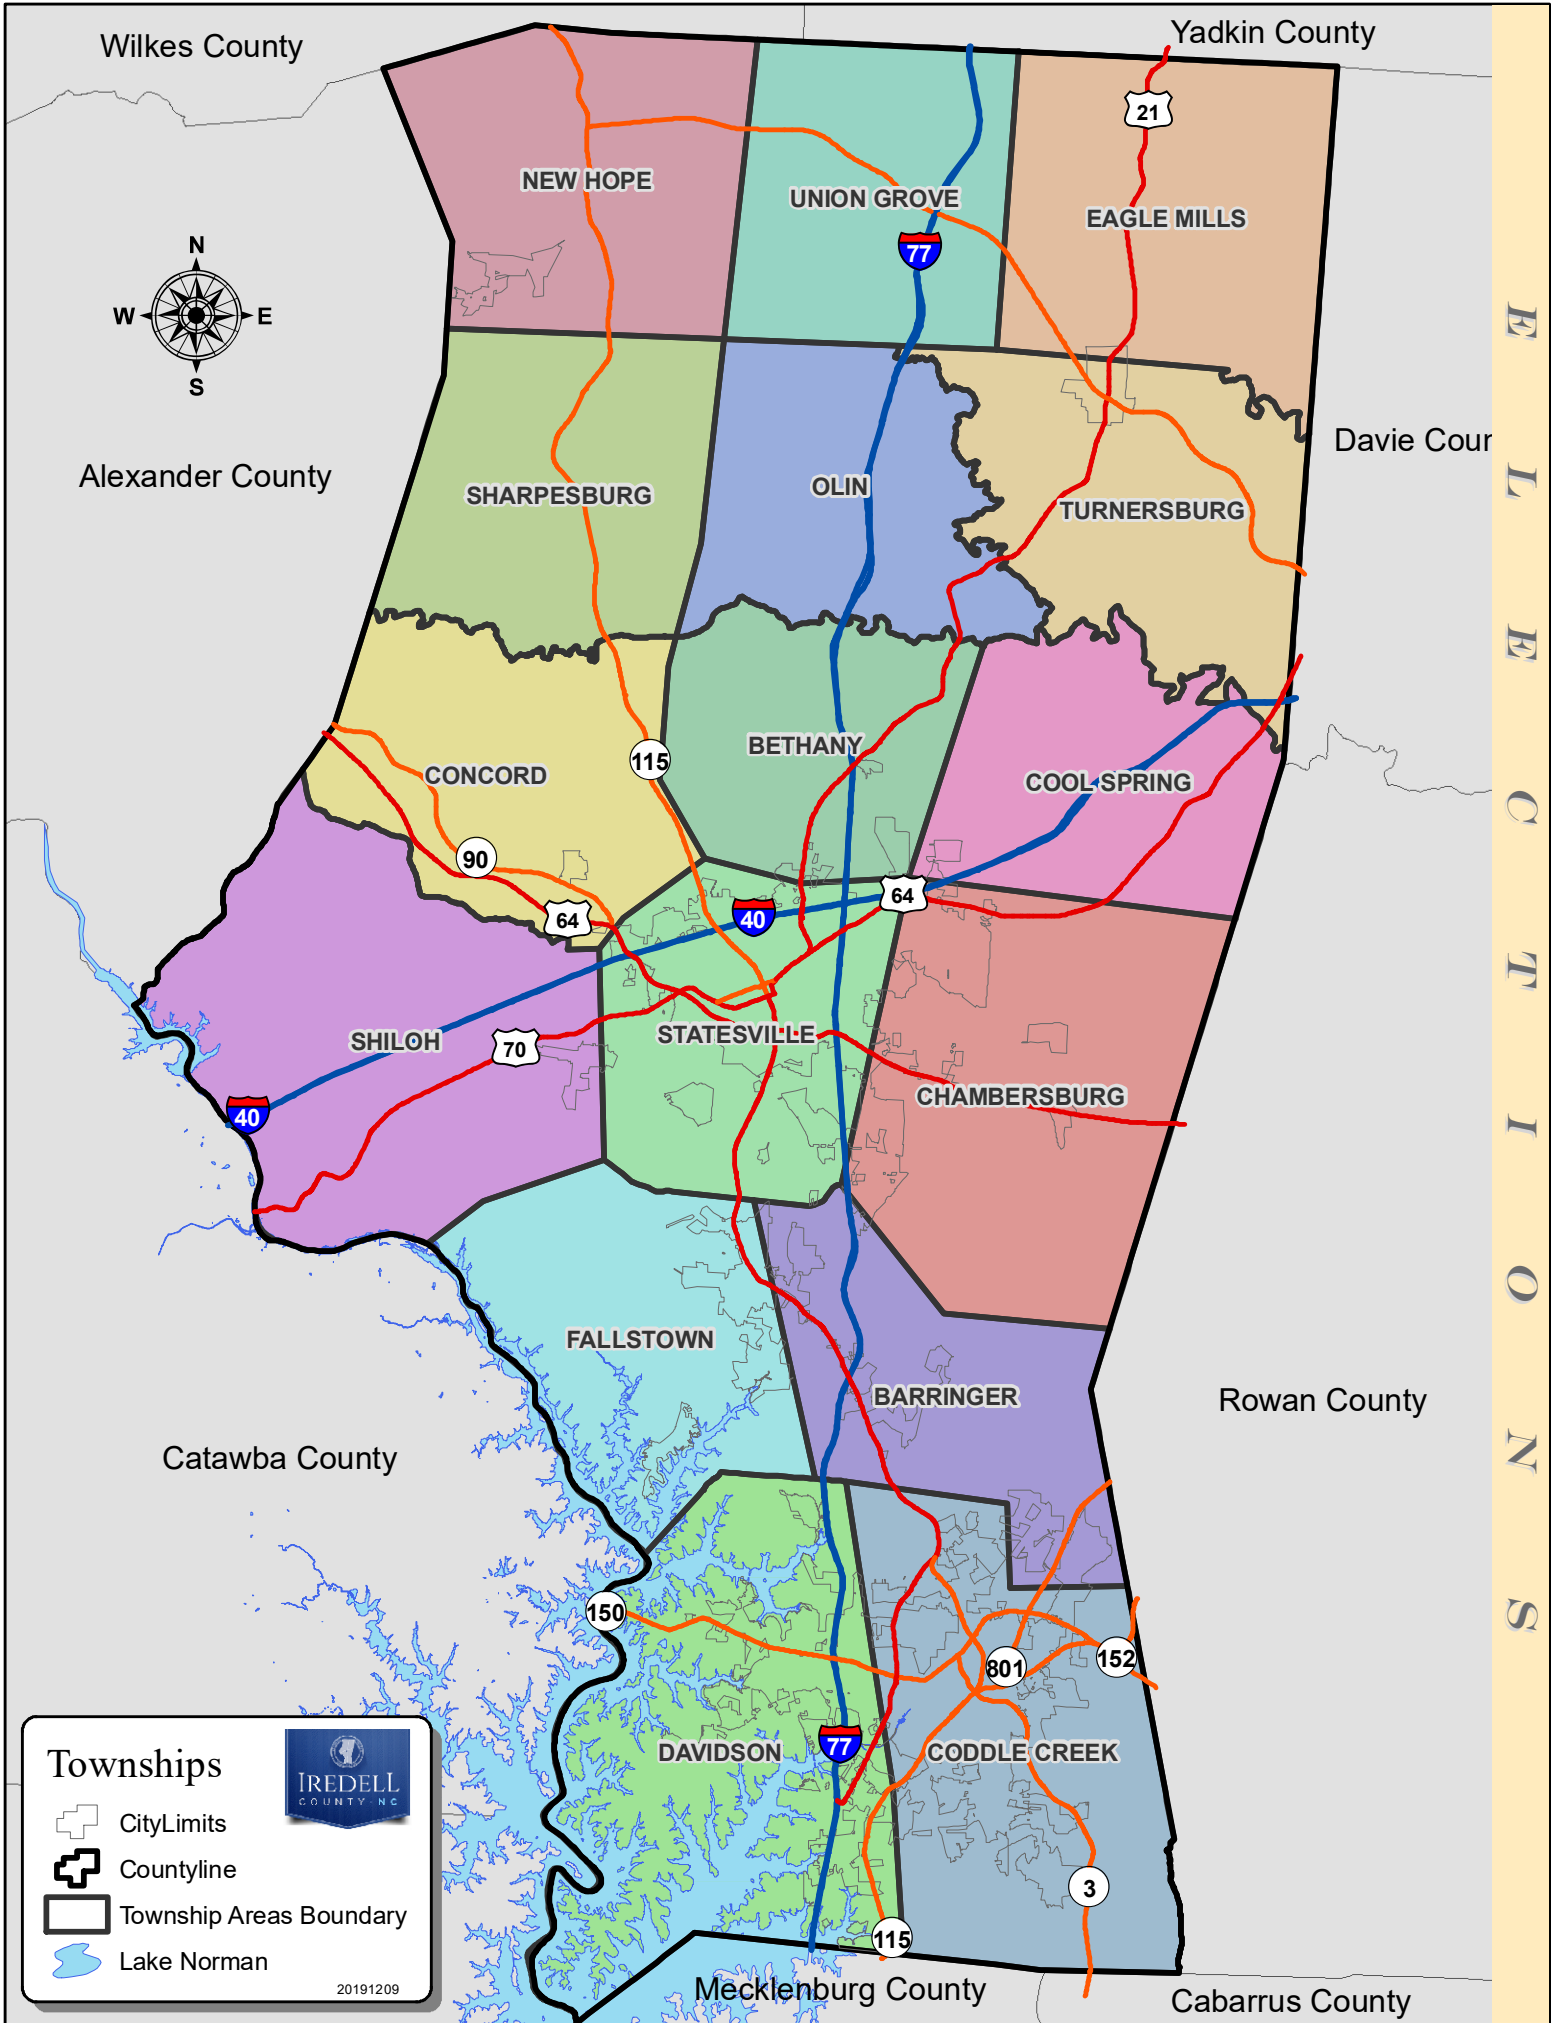 Wilkes County
Yadkin County
21
NEW HOPE
UNION GROVE
EAGLE MILLS
77
N
W
E
S
Davie Cour
Alexander County
SHARPESBURG
OLIN
TURNERSBURG
CONCORD
115
BETHANY
COOL SPRING
90
64
40
64
SHILOH
70
STATESVILLE
40
CHAMBERSBURG
FALLSTOWN
BARRINGER
Rowan County
Catawba County
150
801
152
DAVIDSON
77
CODDLE CREEK
3
115
Mecklenburg County
Cabarrus County
Townships
IREDELL
COUNTY·NC
CityLimits
Countyline
Township Areas Boundary
Lake Norman
20191209
ELECTIONS